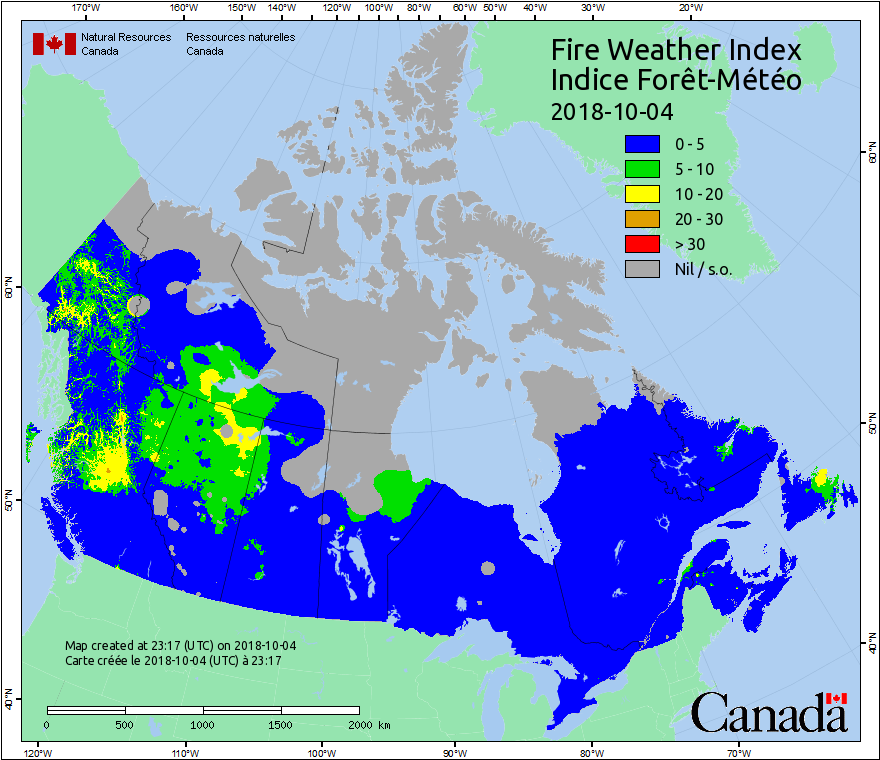 170°W 160°W 150°W 140°W 120°W 100°W 80°W 60°W 50°W 40°W 30°W 20°W
Natural Resources Ressources naturelles
Canada Canada
Fire Weather Index
Indice Forêt-Météo
2018-10-04
0 - 5
5 - 10
10 - 20
20 - 30
> 30
Nil / s.o.
60°N
60°N
50°N
50°N
40°N
40°N
Map created at 23:17 (UTC) on 2018-10-04
Carte créée le 2018-10-04 (UTC) à 23:17
0 500 1000 1500 2000 km
Canada
120°W 110°W 100°W 90°W 80°W 70°W